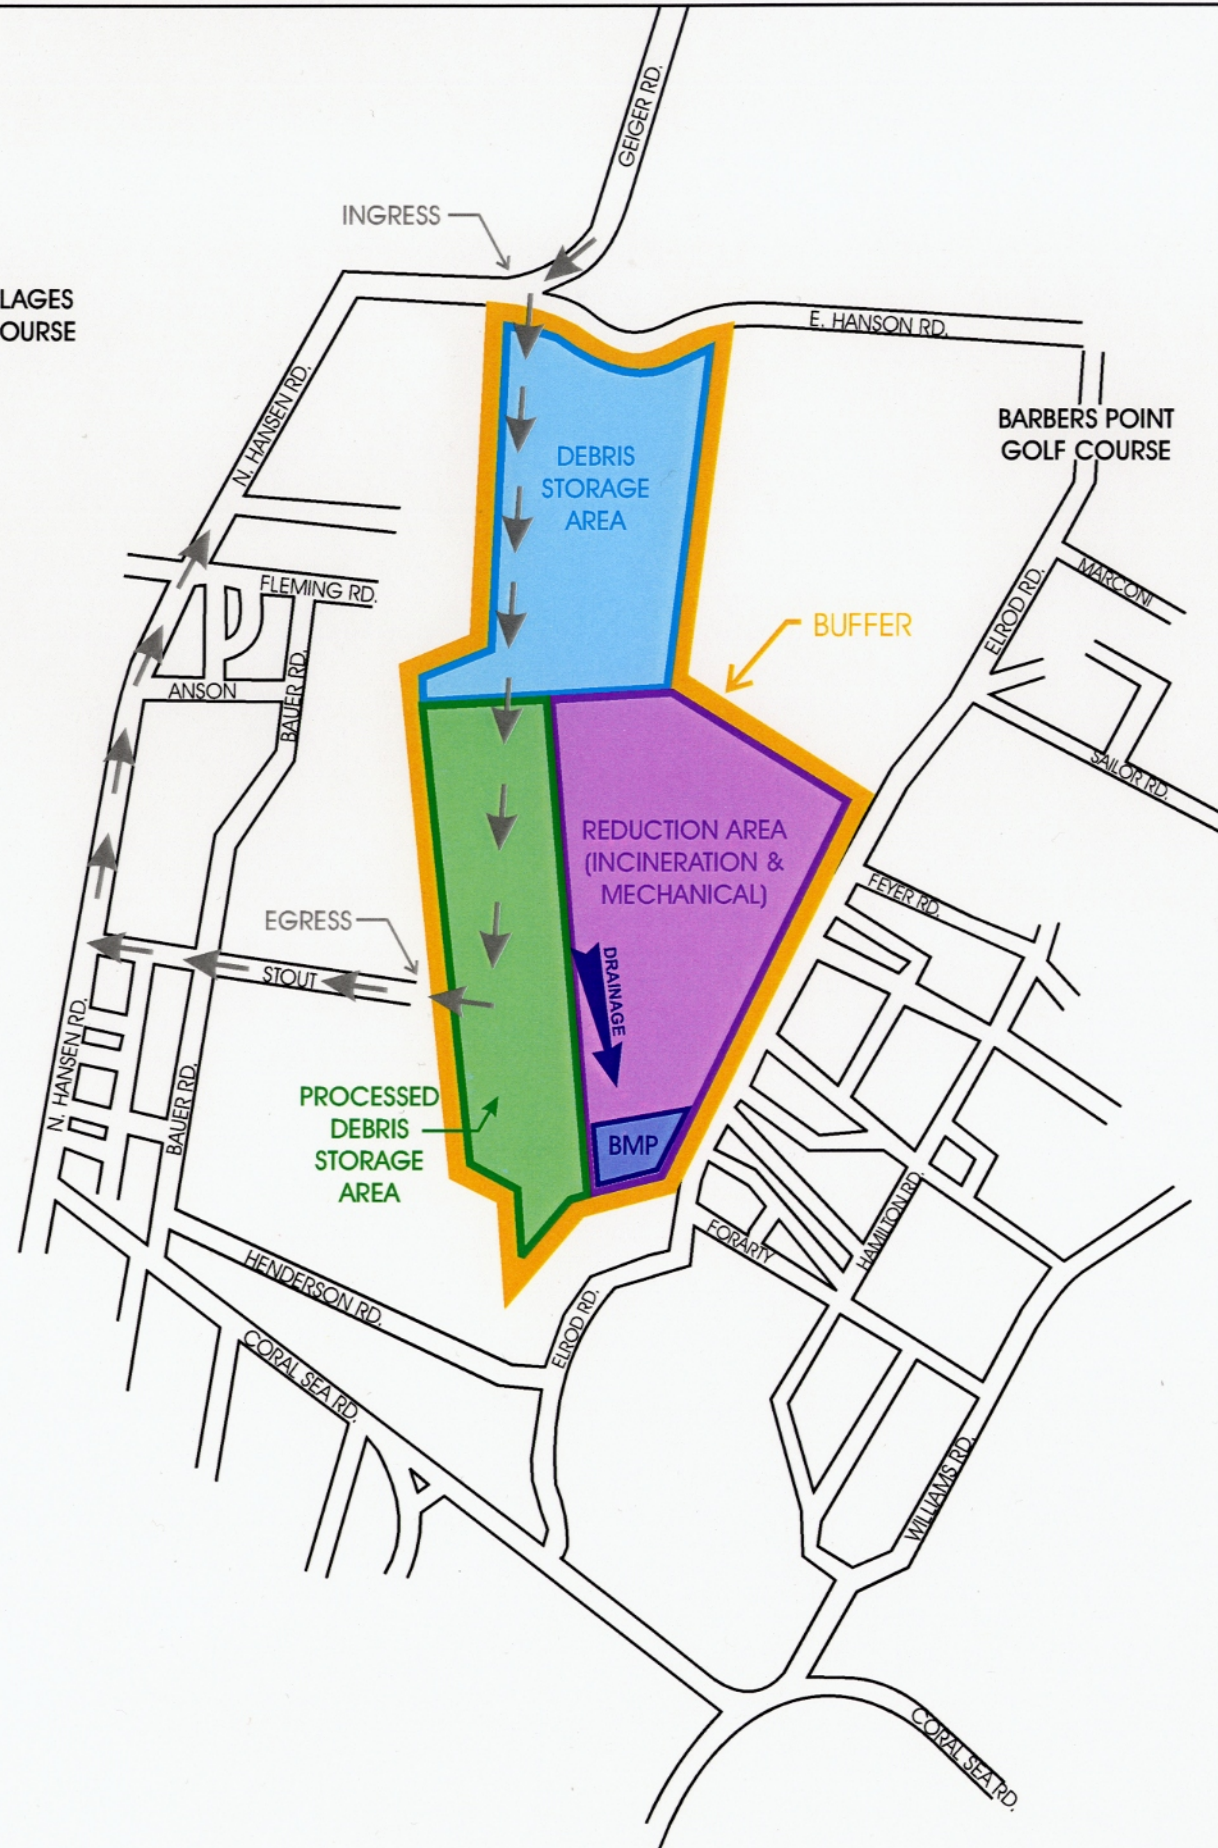 GEIGER RD.
INGRESS
LAGES
OURSE
E. HANSON RD.
N. HANSEN RD.
BARBERS POINT
GOLF COURSE
DEBRIS
STORAGE
AREA
FLEMING RD.
MARCONI
ELROD RD.
BUFFER
ANSON
BAUER RD.
SAILOR RD.
REDUCTION AREA
(INCINERATION &
MECHANICAL)
FEYER RD.
EGRESS
STOUT
DRAINAGE
N. HANSEN RD.
BAUER RD.
PROCESSED
DEBRIS
STORAGE
AREA
BMP
HAMILTON RD.
FORARTY
HENDERSON RD.
ELROD RD.
CORAL SEA RD.
WILLIAMS RD.
CORAL SEA RD.